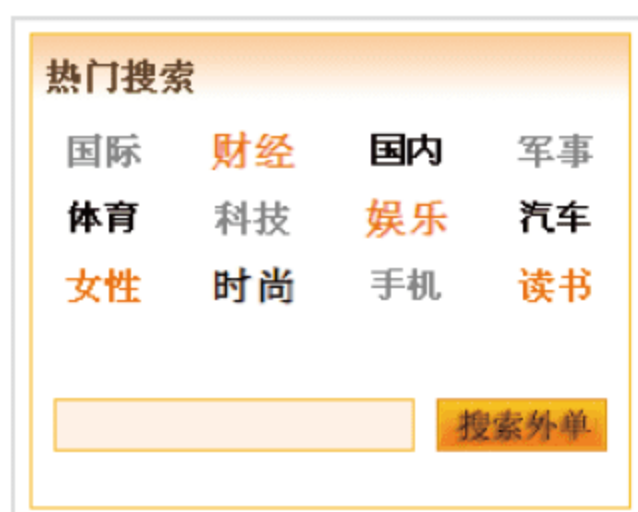 热门搜索
国际 财经 国内 军事
体育 科技 娱乐 汽车
女性 时尚 手机 读书
搜索外单